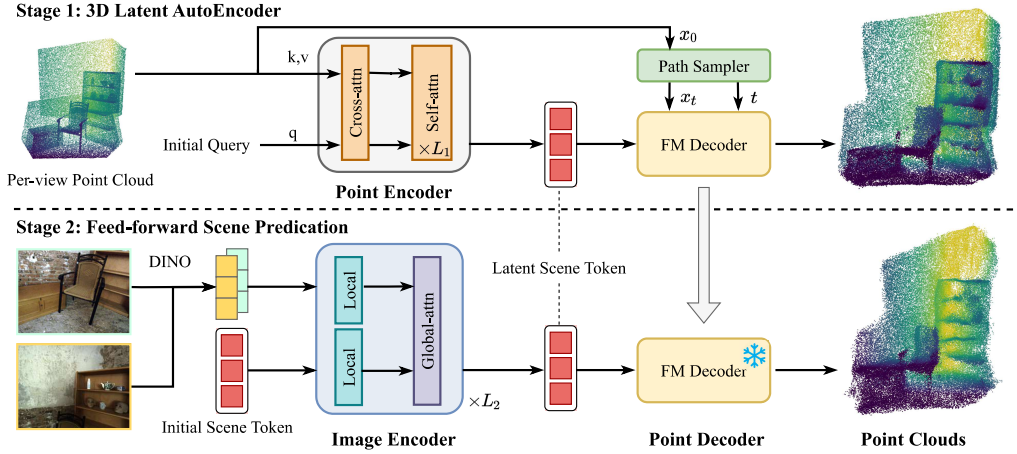 Stage 1: 3D Latent AutoEncoder
x₀
k,v
Path Sampler
Cross-attn
Self-attn
xₜ
t
Initial Query
q
×L₁
FM Decoder
Per-view Point Cloud
Point Encoder
Stage 2: Feed-forward Scene Predication
DINO
Local
Global-attn
Latent Scene Token
Local
FM Decoder
×L₂
Initial Scene Token
Image Encoder
Point Decoder
Point Clouds